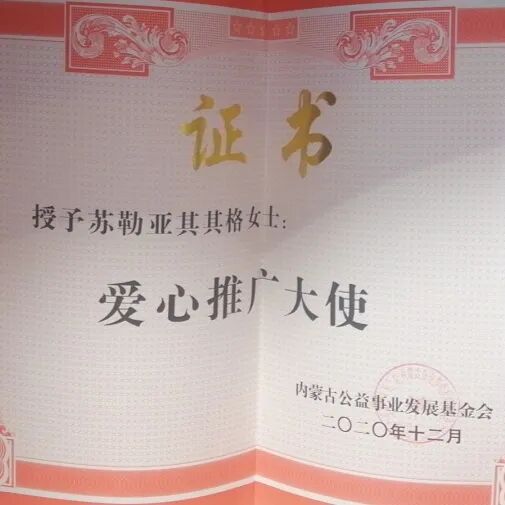 证书
授予苏勒亚其其格女士:
爱心推广大使
内蒙古公益事业发展基金会
二〇二〇年十二月